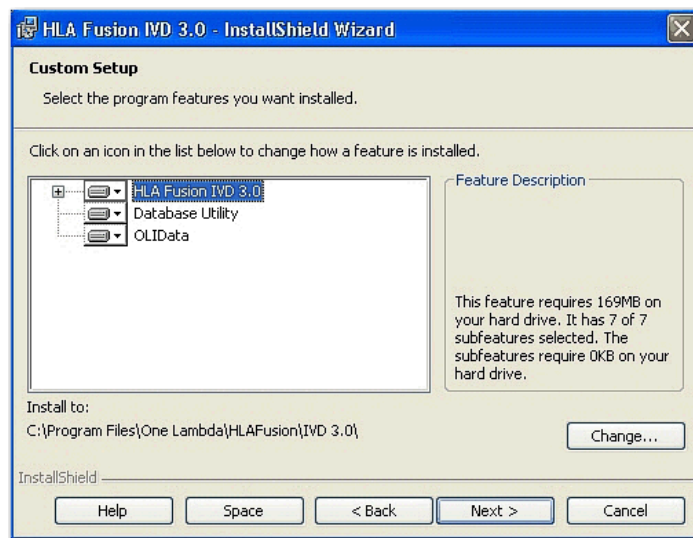 HLA Fusion IVD 3.0 - InstallShield Wizard
Custom Setup
Select the program features you want installed.
Click on an icon in the list below to change how a feature is installed.
HLA Fusion IVD 3.0
Database Utility
OLIData
Feature Description
This feature requires 169MB on
your hard drive. It has 7 of 7
subfeatures selected. The
subfeatures require 0KB on your
hard drive.
Install to:
C:\Program Files\One Lambda\HLAFusion\IVD 3.0\
Change...
InstallShield
Help
Space
< Back
Next >
Cancel